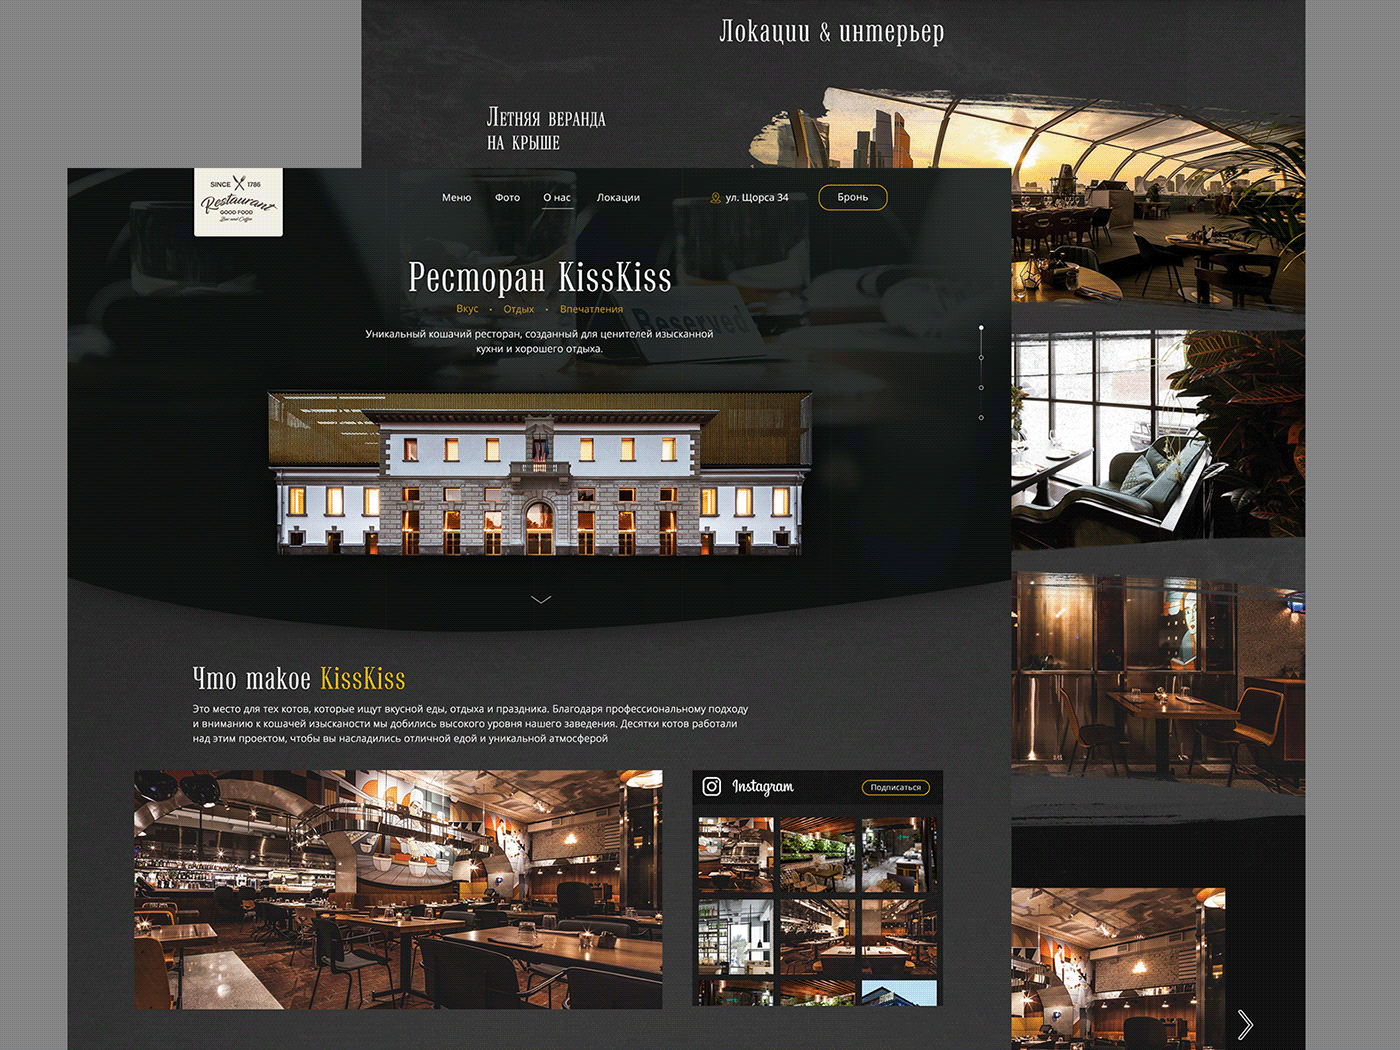 Локации & интерьер
Летняя веранда
на крыше
SINCE 1786
Restaurant
GOOD FOOD
Bar and Coffee
Меню
Фото
О нас
Локации
ул. Щорса 34
Бронь
Ресторан KissKiss
Вкус • Отдых • Впечатления
Reserved
Уникальный кошачий ресторан, созданный для ценителей изысканной
кухни и хорошего отдыха.
Что такое KissKiss
Это место для тех котов, которые ищут вкусной еды, отдыха и праздника. Благодаря профессиональному подходу
и вниманию к кошачей изысканости мы добились высокого уровня нашего заведения. Десятки котов работали
над этим проектом, чтобы вы насладились отличной едой и уникальной атмосферой
Instagram
Подписаться